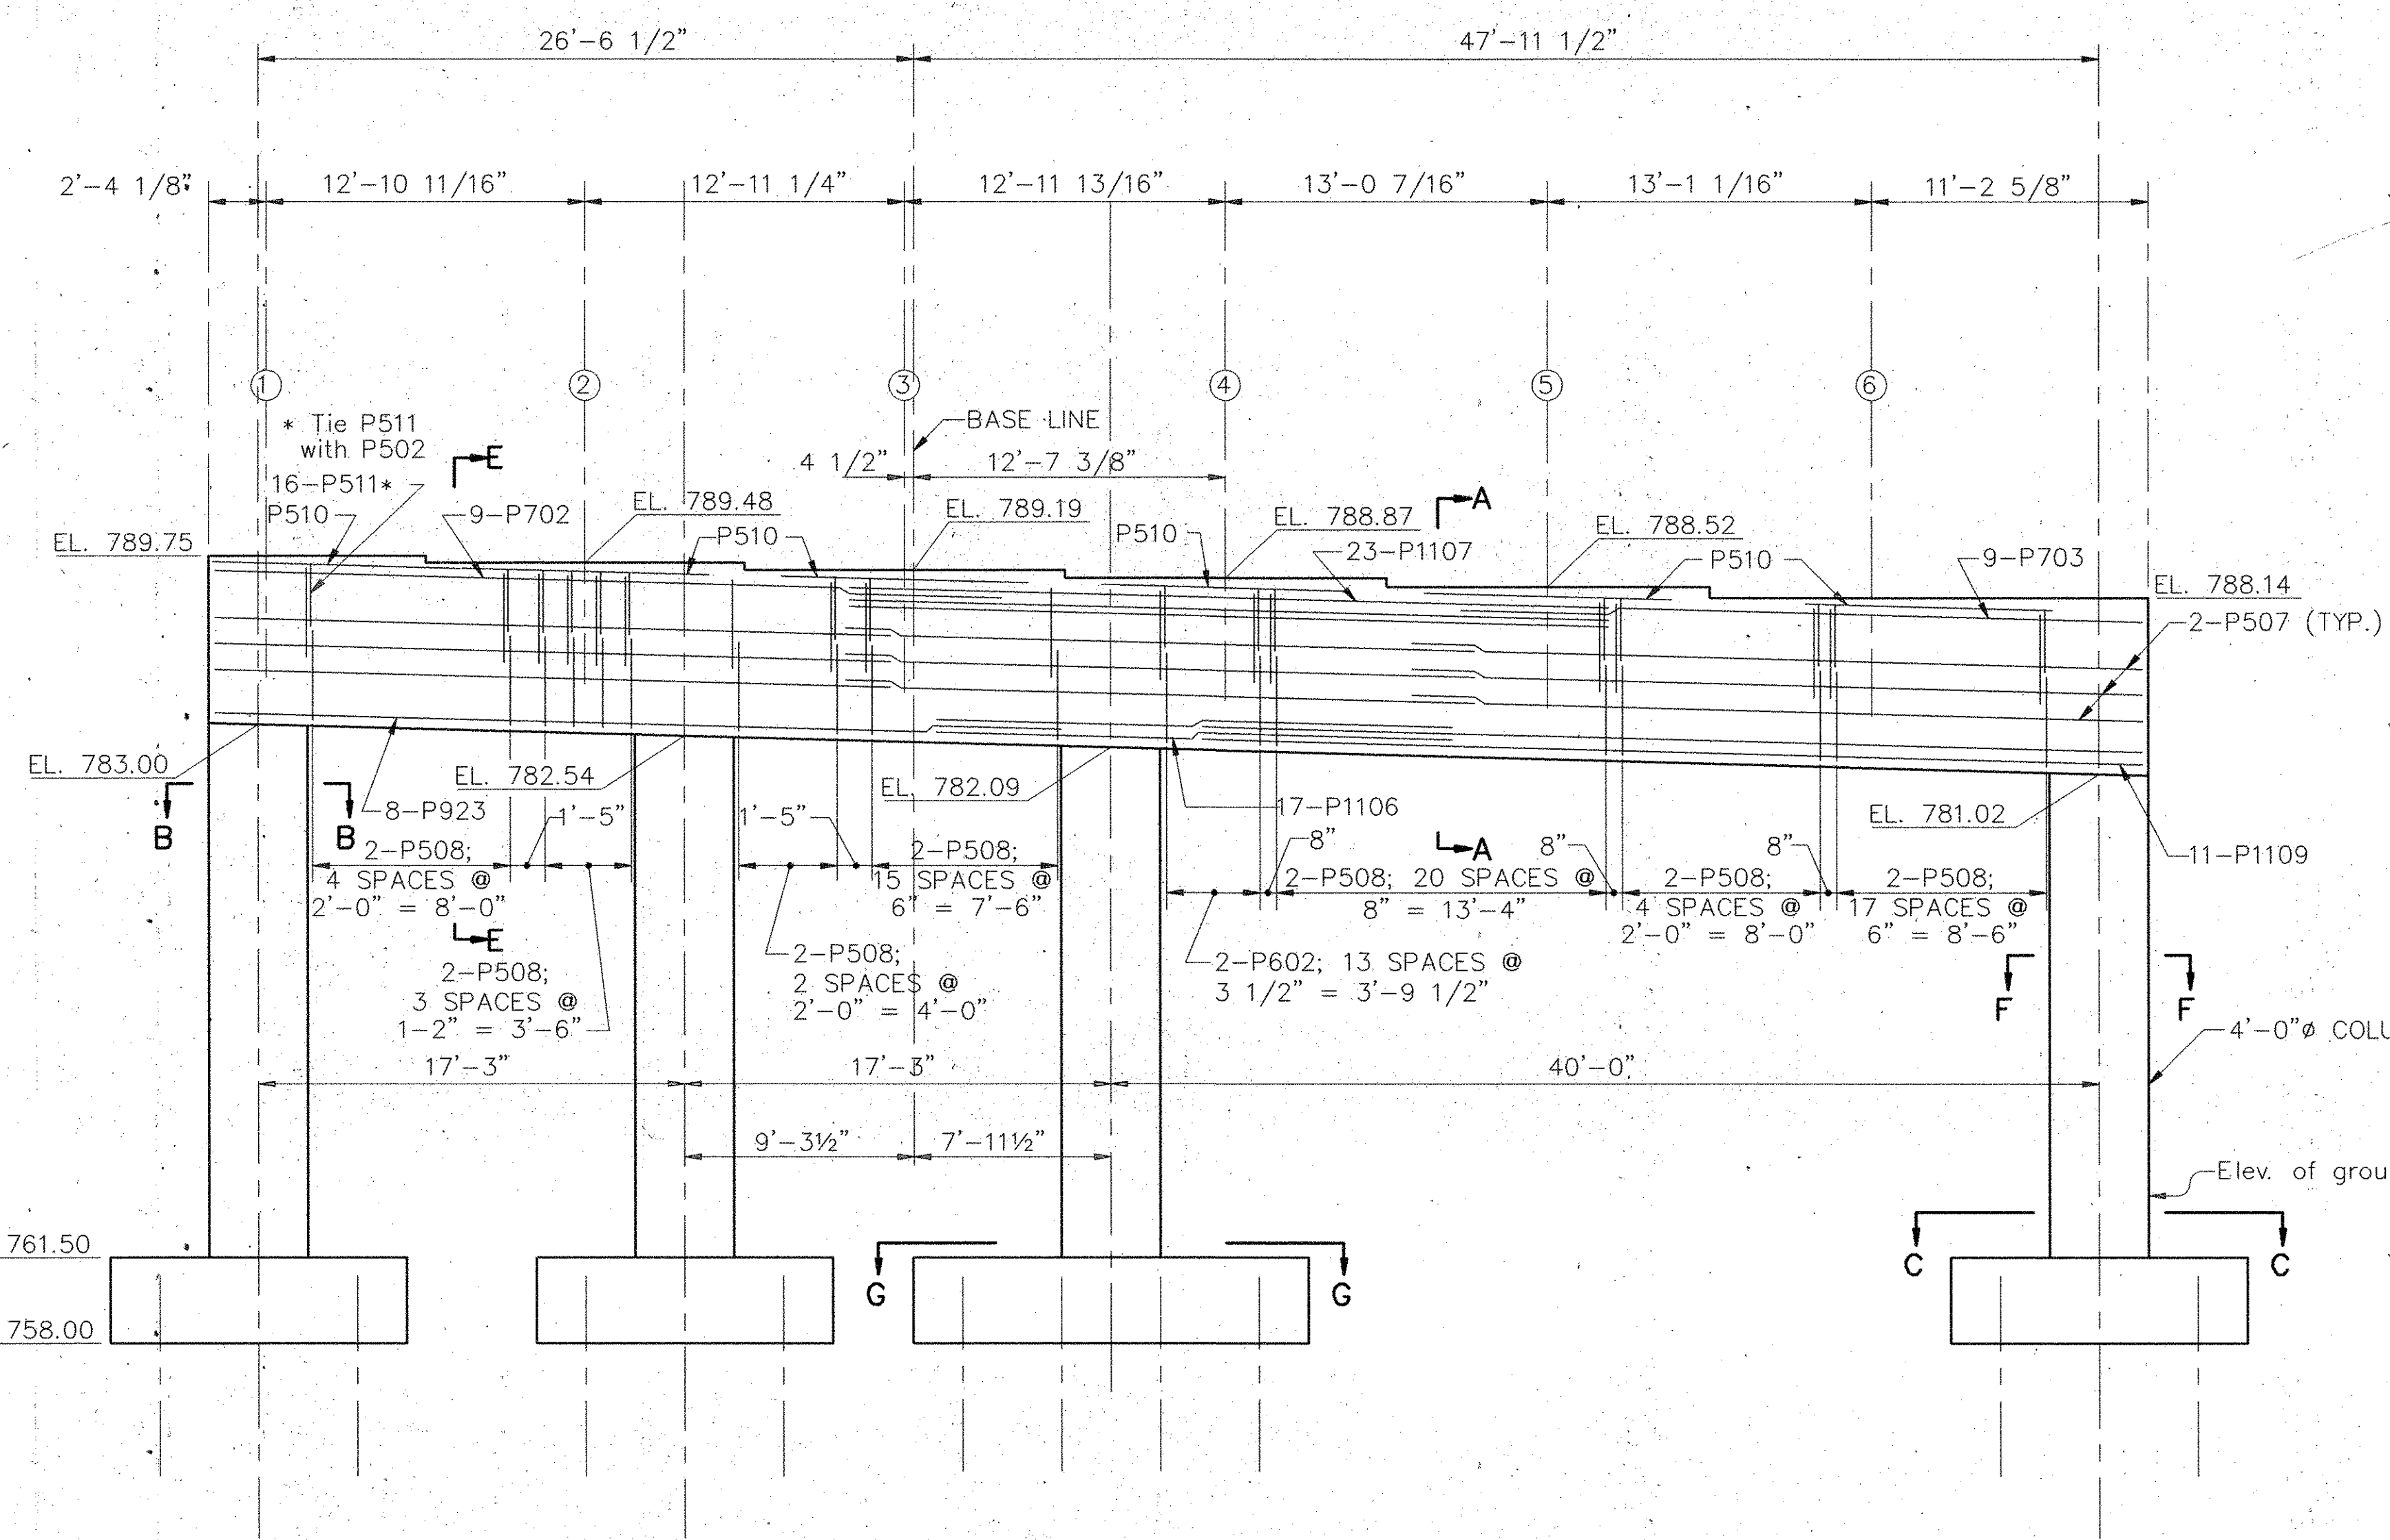 26'-6 1/2"
47'-11 1/2"
2'-4 1/8"
12'-10 11/16"
12'-11 1/4"
12'-11 13/16"
13'-0 7/16"
13'-1 1/16"
11'-2 5/8"
1
2
3
4
5
6
* Tie P511
with P502
E
BASE LINE
4 1/2"
12'-7 3/8"
16-P511*
P510
9-P702
EL. 789.48
P510
EL. 789.19
P510
EL. 788.87
A
EL. 788.52
23-P1107
P510
9-P703
EL. 789.75
EL. 788.14
2-P507 (TYP.)
EL. 783.00
EL. 782.54
EL. 782.09
EL. 781.02
B
B
8-P923
1'-5"
1'-5"
17-P1106
8"
A
8"
8"
11-P1109
2-P508;
4 SPACES @
2'-0" = 8'-0"
2-P508;
15 SPACES @
6" = 7'-6"
2-P508; 20 SPACES @
8" = 13'-4"
2-P508;
4 SPACES @
2'-0" = 8'-0"
2-P508;
17 SPACES @
6" = 8'-6"
E
2-P508;
3 SPACES @
1-2" = 3'-6"
2-P508;
2 SPACES @
2'-0" = 4'-0"
2-P602; 13 SPACES @
3 1/2" = 3'-9 1/2"
F
F
4'-0"ø COLU
17'-3"
17'-3"
40'-0"
9'-3½"
7'-11½"
Elev. of grou
761.50
758.00
G
G
C
C